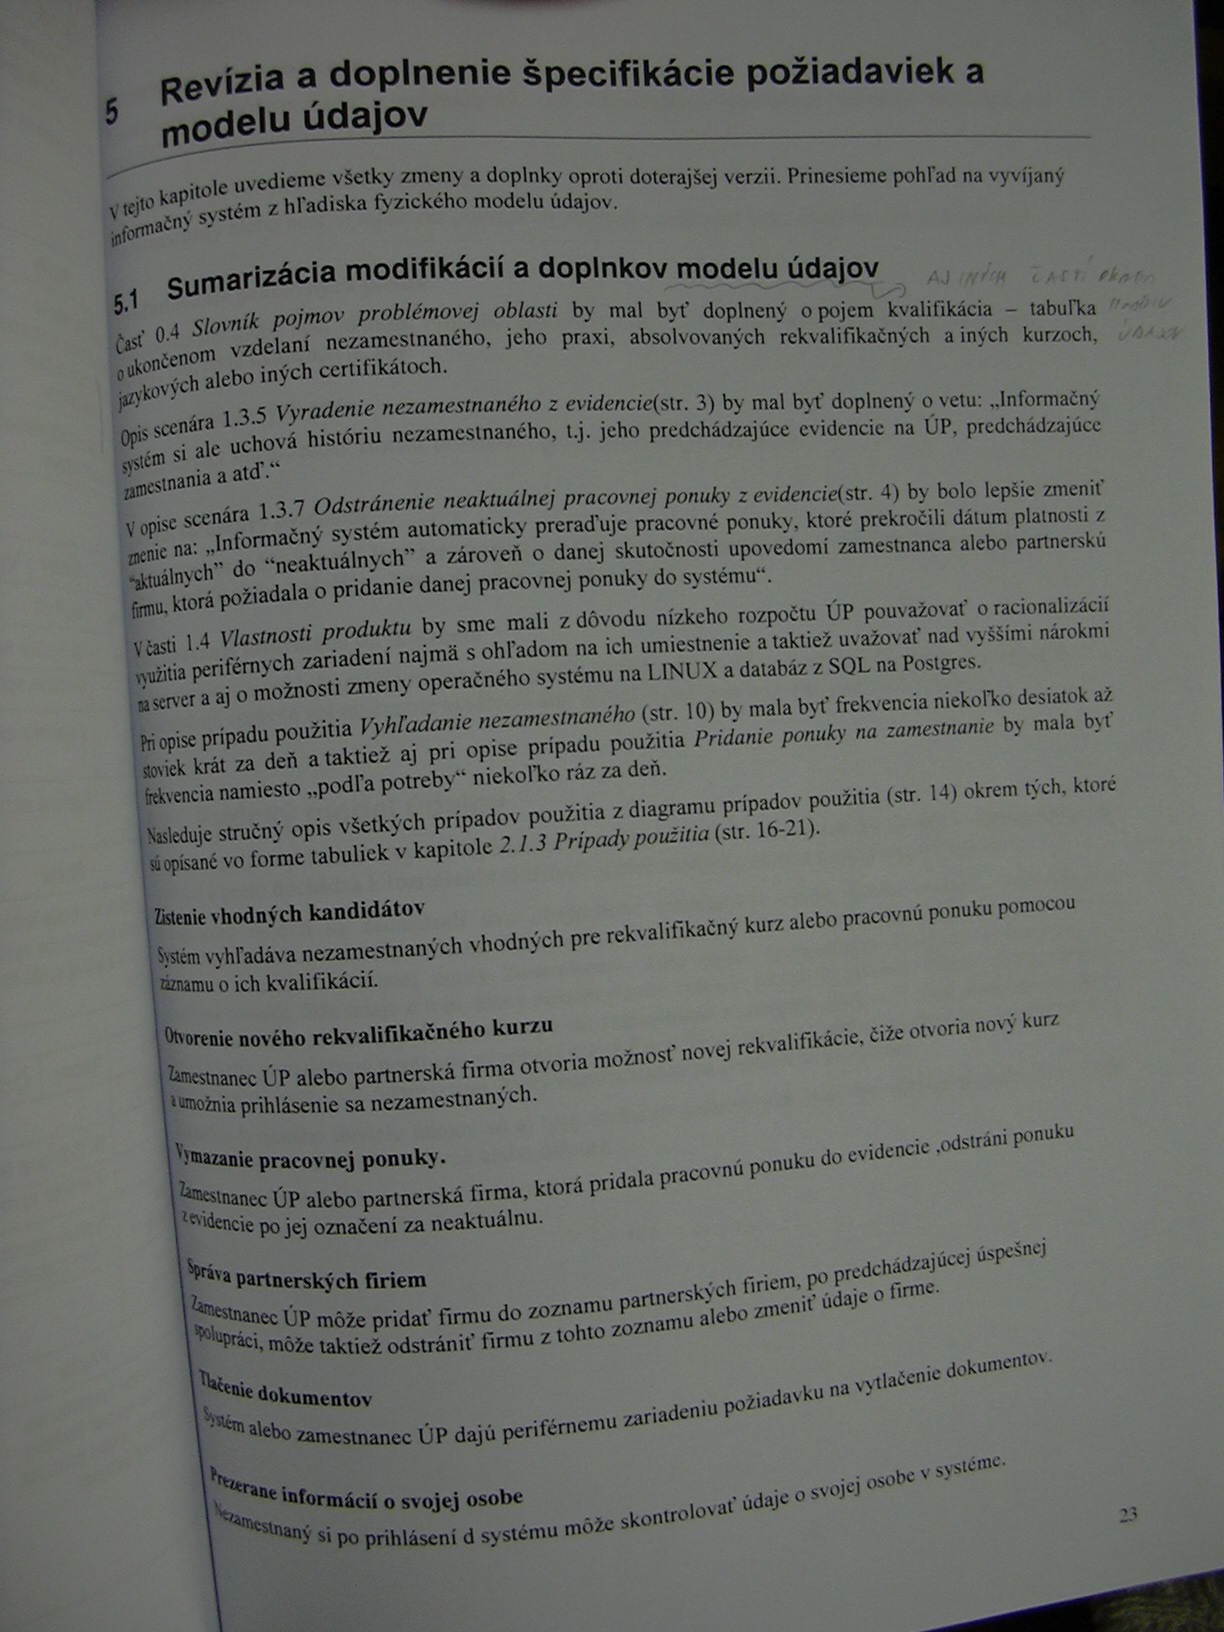 5 Revízia a doplnenie špecifikácie požiadaviek a
modelu údajov
V tejto kapitole uvedieme všetky zmeny a doplnky oproti doterajšej verzii. Prinesieme pohľad na vyvíjaný
informačný systém z hľadiska fyzického modelu údajov.
5.1 Sumarizácia modifikácií a doplnkov modelu údajov
AJ INÝCH ČASTÍ OKREM
MODELU
ÚDAJOV
Časť 0.4 Slovník pojmov problémovej oblasti by mal byť doplnený o pojem kvalifikácia – tabuľka
o ukončenom vzdelaní nezamestnaného, jeho praxi, absolvovaných rekvalifikačných a iných kurzoch,
jazykových alebo iných certifikátoch.
Opis scenára 1.3.5 Vyradenie nezamestnaného z evidencie(str. 3) by mal byť doplnený o vetu: „Informačný
systém si ale uchová históriu nezamestnaného, t.j. jeho predchádzajúce evidencie na ÚP, predchádzajúce
zamestnania a atď.“
V opise scenára 1.3.7 Odstránenie neaktuálnej pracovnej ponuky z evidencie(str. 4) by bolo lepšie zmeniť
znenie na: „Informačný systém automaticky preraďuje pracovné ponuky, ktoré prekročili dátum platnosti z
“aktuálnych” do “neaktuálnych” a zároveň o danej skutočnosti upovedomí zamestnanca alebo partnerskú
firmu, ktorá požiadala o pridanie danej pracovnej ponuky do systému“.
V časti 1.4 Vlastnosti produktu by sme mali z dôvodu nízkeho rozpočtu ÚP pouvažovať o racionalizácií
využitia periférnych zariadení najmä s ohľadom na ich umiestnenie a taktiež uvažovať nad vyššími nárokmi
na server a aj o možnosti zmeny operačného systému na LINUX a databáz z SQL na Postgres.
Pri opise prípadu použitia Vyhľadanie nezamestnaného (str. 10) by mala byť frekvencia niekoľko desiatok až
stoviek krát za deň a taktiež aj pri opise prípadu použitia Pridanie ponuky na zamestnanie by mala byť
frekvencia namiesto „podľa potreby“ niekoľko ráz za deň.
Nasleduje stručný opis všetkých prípadov použitia z diagramu prípadov použitia (str. 14) okrem tých, ktoré
sú opísané vo forme tabuliek v kapitole 2.1.3 Prípady použitia (str. 16-21).
Zistenie vhodných kandidátov
Systém vyhľadáva nezamestnaných vhodných pre rekvalifikačný kurz alebo pracovnú ponuku pomocou
záznamu o ich kvalifikácií.
Otvorenie nového rekvalifikačného kurzu
Zamestnanec ÚP alebo partnerská firma otvoria možnosť novej rekvalifikácie, čiže otvoria nový kurz
a umožnia prihlásenie sa nezamestnaných.
Vymazanie pracovnej ponuky.
Zamestnanec ÚP alebo partnerská firma, ktorá pridala pracovnú ponuku do evidencie ,odstráni ponuku
z evidencie po jej označení za neaktuálnu.
Správa partnerských firiem
Zamestnanec ÚP môže pridať firmu do zoznamu partnerských firiem, po predchádzajúcej úspešnej
spolupráci, môže taktiež odstrániť firmu z tohto zoznamu alebo zmeniť údaje o firme.
Tlačenie dokumentov
Systém alebo zamestnanec ÚP dajú periférnemu zariadeniu požiadavku na vytlačenie dokumentov.
Prezerane informácií o svojej osobe
Nezamestnaný si po prihlásení d systému môže skontrolovať údaje o svojej osobe v systéme.
23